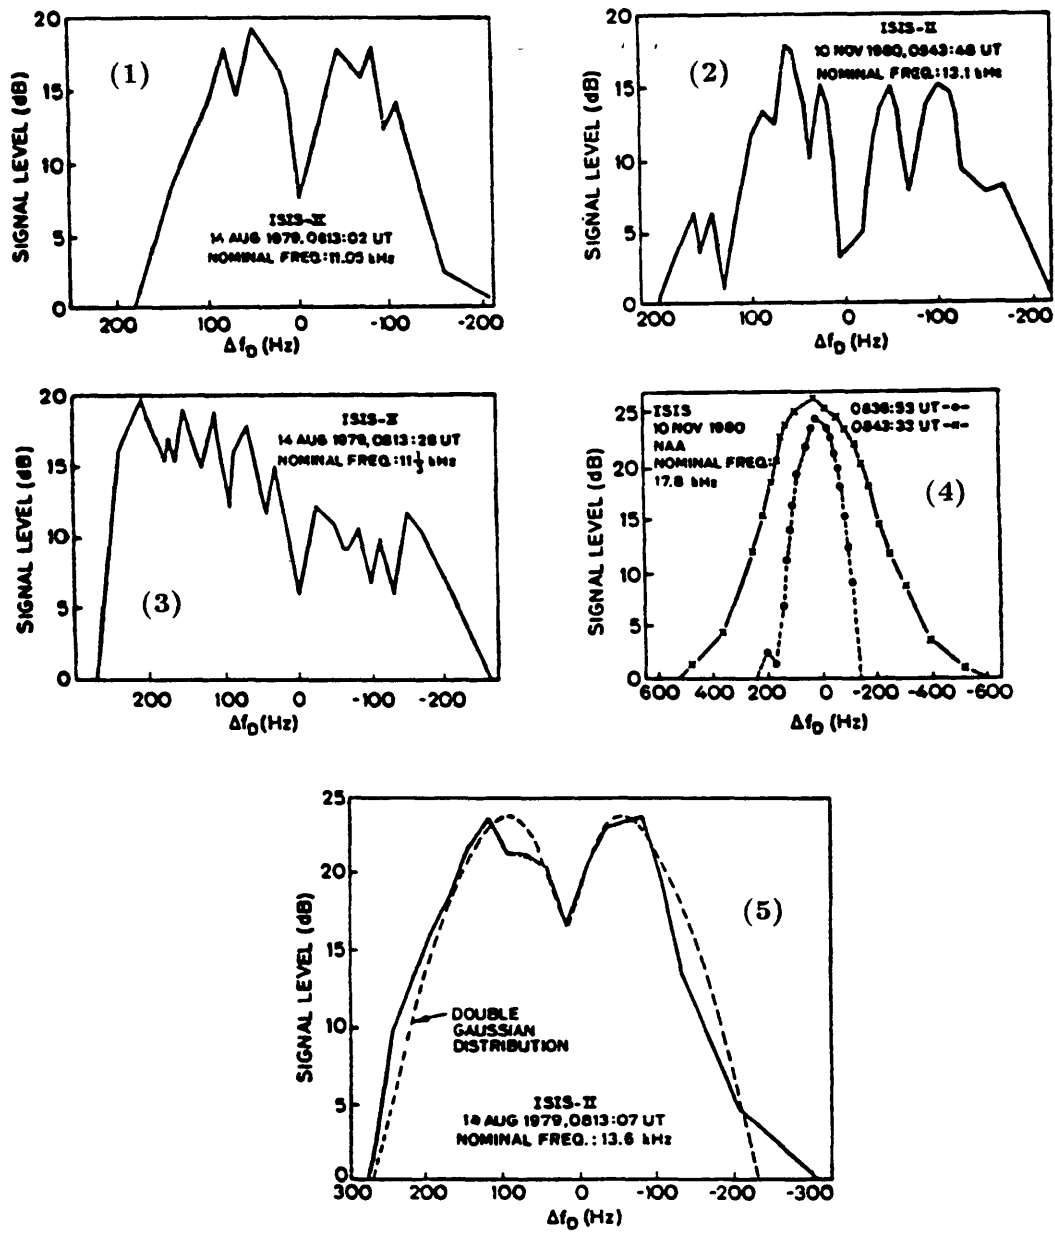 20
15
10
5
0
SIGNAL LEVEL (dB)
(1)
ISIS-II
14 AUG 1979, 0813:02 UT
NOMINAL FREQ.: 11.05 kHz
200 100 0 -100 -200
Δf_D (Hz)
20
15
10
5
0
SIGNAL LEVEL (dB)
(2)
ISIS-II
10 NOV 1980, 0843:48 UT
NOMINAL FREQ.: 13.1 kHz
200 100 0 -100 -200
Δf_D (Hz)
20
15
10
5
0
SIGNAL LEVEL (dB)
(3)
ISIS-II
14 AUG 1979, 0813:28 UT
NOMINAL FREQ.: 11 1/3 kHz
200 100 0 -100 -200
Δf_D (Hz)
25
20
15
10
5
0
SIGNAL LEVEL (dB)
ISIS
10 NOV 1980
NAA
NOMINAL FREQ.:
17.8 kHz
0838:53 UT -•-
0843:33 UT -x-
(4)
600 400 200 0 -200 -400 -600
Δf_D (Hz)
25
20
15
10
5
0
SIGNAL LEVEL (dB)
(5)
DOUBLE
GAUSSIAN
DISTRIBUTION
ISIS-II
14 AUG 1979, 0813:07 UT
NOMINAL FREQ.: 13.6 kHz
300 200 100 0 -100 -200 -300
Δf_D (Hz)